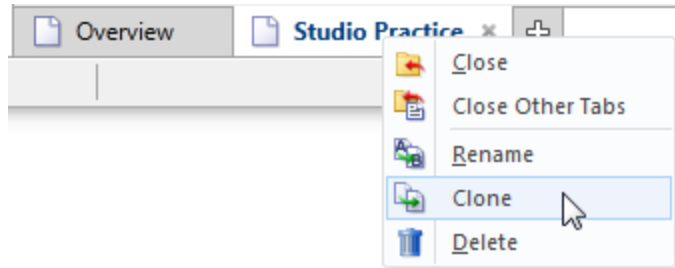 Overview
Studio Practice
Close
Close Other Tabs
Rename
Clone
Delete